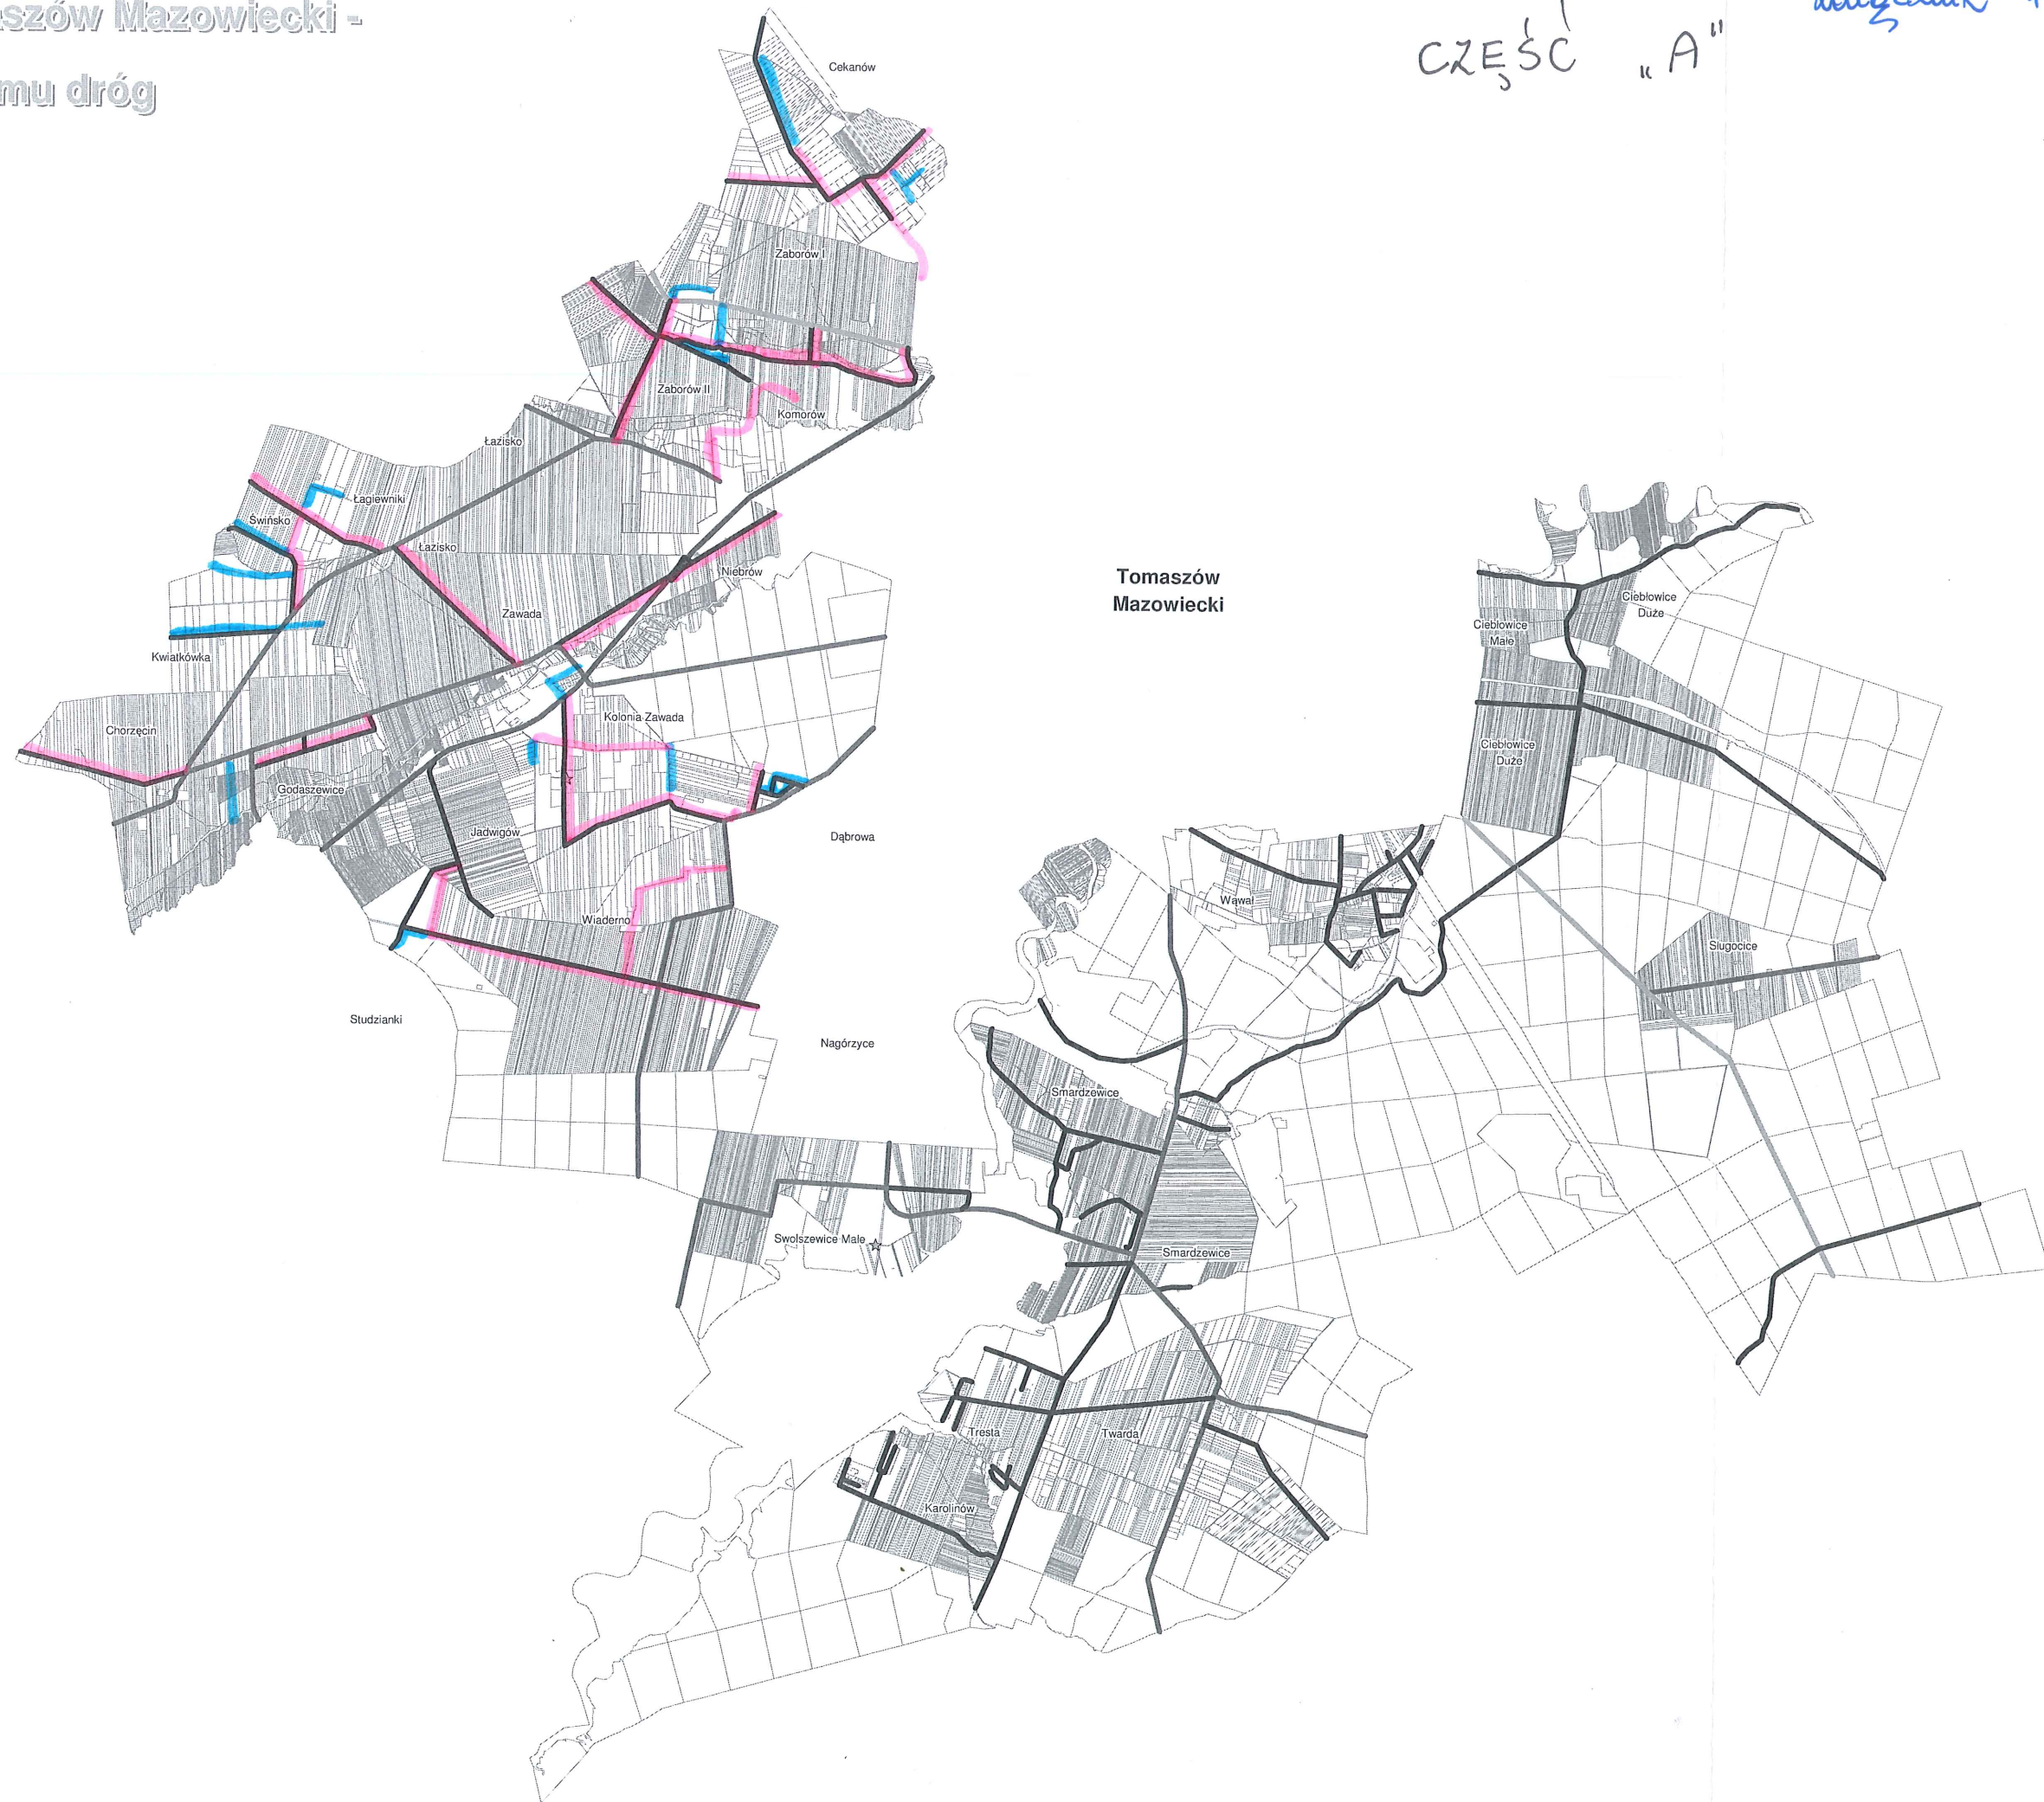 szów Mazowiecki -
mu dróg
CZĘŚĆ „A"
Cekanów
Zaborów I
Zaborów II
Komorów
Łazisko
Łagiewniki
Świńsko
Łazisko
Niebrów
Zawada
Kwiatkówka
Kolonia Zawada
Chorzęcin
Godaszewice
Jadwigów
Dąbrowa
Wiaderno
Studzianki
Nagórzyce
Tomaszów
Mazowiecki
Ciebłowice
Duże
Ciebłowice
Małe
Ciebłowice
Duże
Wąwał
Sługocice
Smardzewice
Swolszewice Małe
Smardzewice
Tresta
Twarda
Karolinów